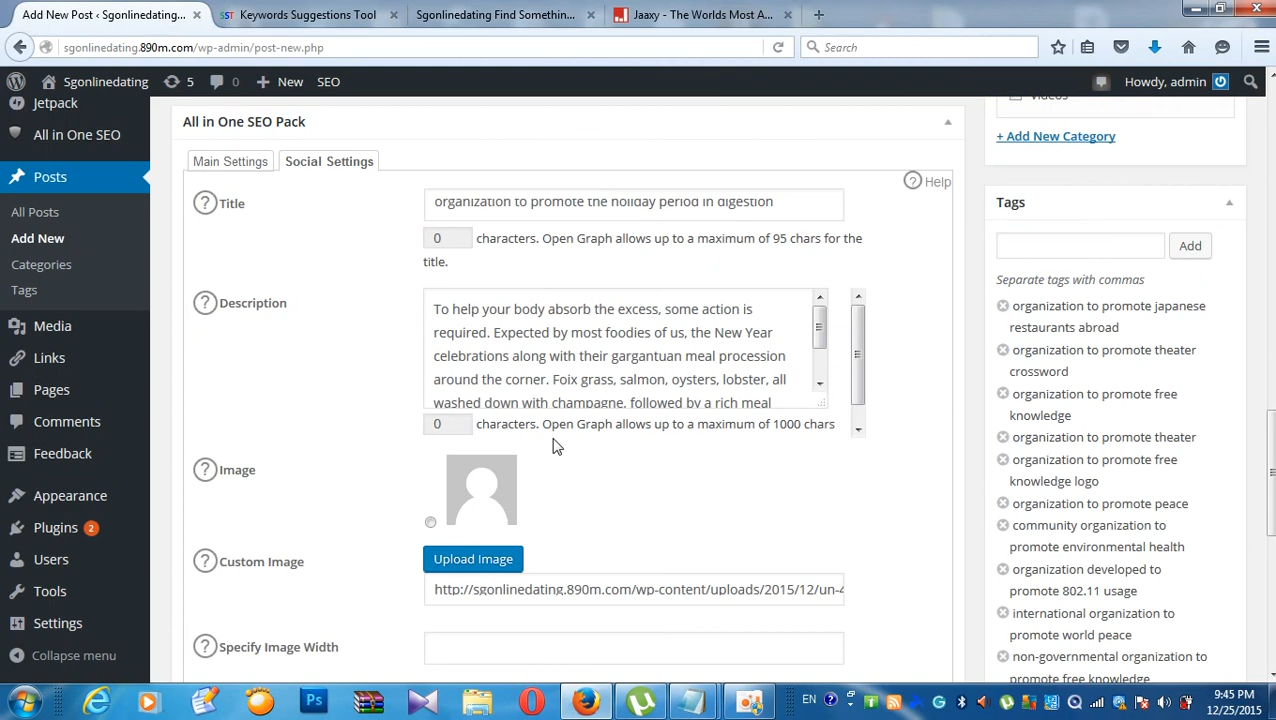 Add New Post ‹ Sgonlinedating...
Keywords Suggestions Tool
Sgonlinedating Find Somethin...
Jaaxy - The Worlds Most A...
sgonlinedating.890m.com/wp-admin/post-new.php
Search
Sgonlinedating
5
0
New
SEO
Howdy, admin
Jetpack
All in One SEO
Posts
All Posts
Add New
Categories
Tags
Media
Links
Pages
Comments
Feedback
Appearance
Plugins 2
Users
Tools
Settings
Collapse menu
All in One SEO Pack
Main Settings
Social Settings
Help
Title
organization to promote the holiday period in digestion
0 characters. Open Graph allows up to a maximum of 95 chars for the
title.
Description
To help your body absorb the excess, some action is
required. Expected by most foodies of us, the New Year
celebrations along with their gargantuan meal procession
around the corner. Foix grass, salmon, oysters, lobster, all
washed down with champagne, followed by a rich meal
0 characters. Open Graph allows up to a maximum of 1000 chars
Image
Custom Image
Upload Image
http://sgonlinedating.890m.com/wp-content/uploads/2015/12/un-4
Specify Image Width
Videos
+ Add New Category
Tags
Add
Separate tags with commas
organization to promote japanese
restaurants abroad
organization to promote theater
crossword
organization to promote free
knowledge
organization to promote theater
organization to promote free
knowledge logo
organization to promote peace
community organization to
promote environmental health
organization developed to
promote 802.11 usage
international organization to
promote world peace
non-governmental organization to
promote free knowledge
EN
9:45 PM
12/25/2015